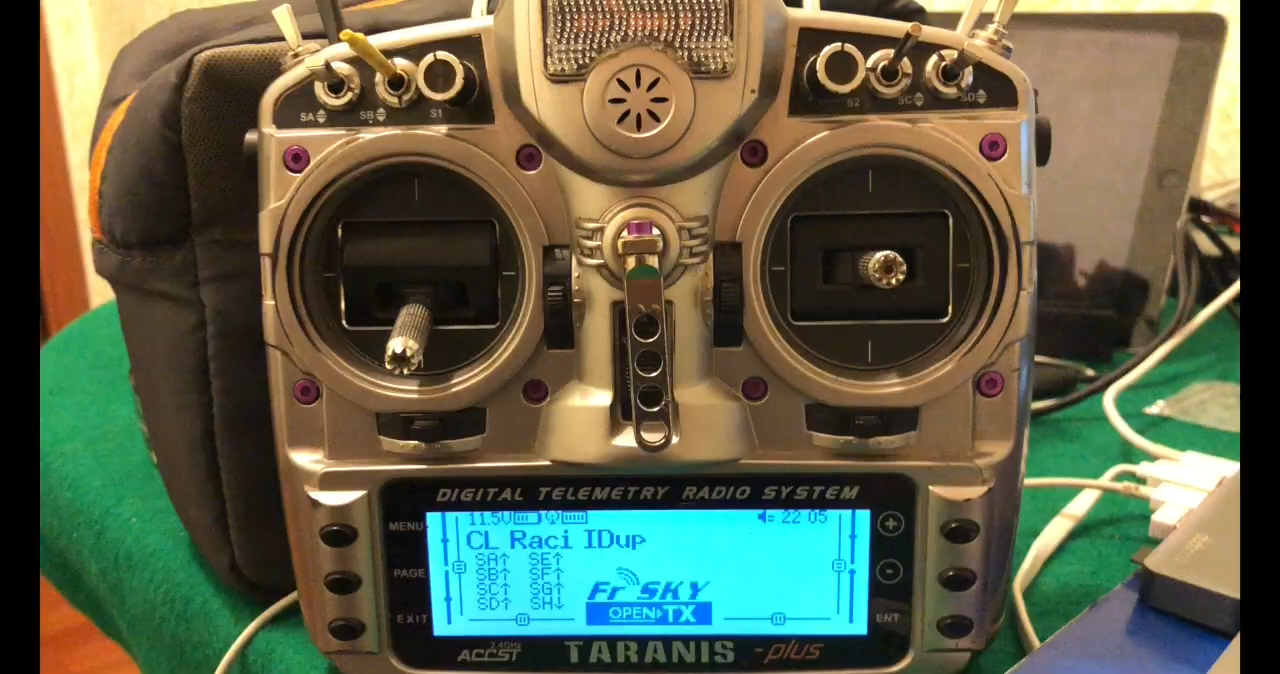 SA
SB
S1
S2
SC
SD
DIGITAL TELEMETRY RADIO SYSTEM
MENU
PAGE
EXIT
11.5V
22 05
CL Raci IDup
SA↑ SE↑
SB↑ SF↑
SC↑ SG↑
SD↑ SH↓
FrSKY
OPEN TX
+
-
ENT
2.4GHz
ACCST
TARANIS -plus